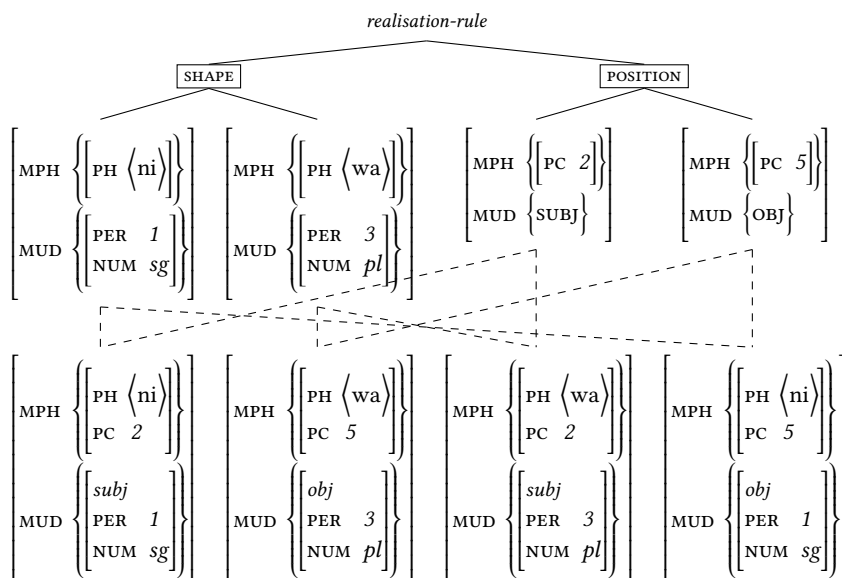 realisation-rule
SHAPE POSITION
MPH {[PH ⟨ni⟩]} MPH {[PH ⟨wa⟩]} MPH {[PC 2]} MPH {[PC 5]}
MUD {SUBJ} MUD {OBJ}
MUD {[PER 1 NUM sg]} MUD {[PER 3 NUM pl]}
MPH {[PH ⟨ni⟩ PC 2]} MPH {[PH ⟨wa⟩ PC 5]} MPH {[PH ⟨wa⟩ PC 2]} MPH {[PH ⟨ni⟩ PC 5]}
MUD {[subj PER 1 NUM sg]} MUD {[obj PER 3 NUM pl]} MUD {[subj PER 3 NUM pl]} MUD {[obj PER 1 NUM sg]}